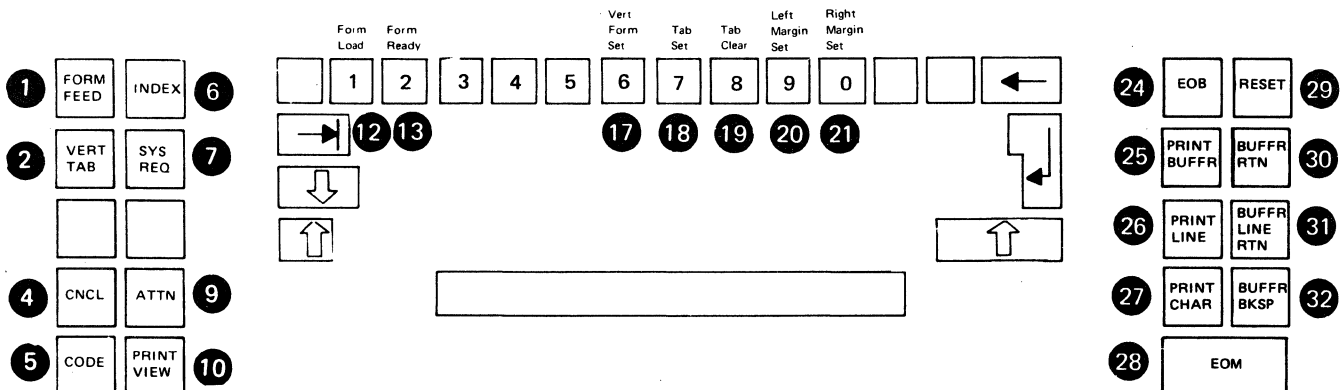 Form Load
Form Ready
Vert Form Set
Tab Set
Tab Clear
Left Margin Set
Right Margin Set
1 FORM FEED INDEX 6
1 2 3 4 5 6 7 8 9 0
24 EOB RESET 29
12 13 17 18 19 20 21
2 VERT TAB SYS REQ 7
25 PRINT BUFFR BUFFR RTN 30
26 PRINT LINE BUFFR LINE RTN 31
4 CNCL ATTN 9
27 PRINT CHAR BUFFR BKSP 32
5 CODE PRINT VIEW 10
28 EOM